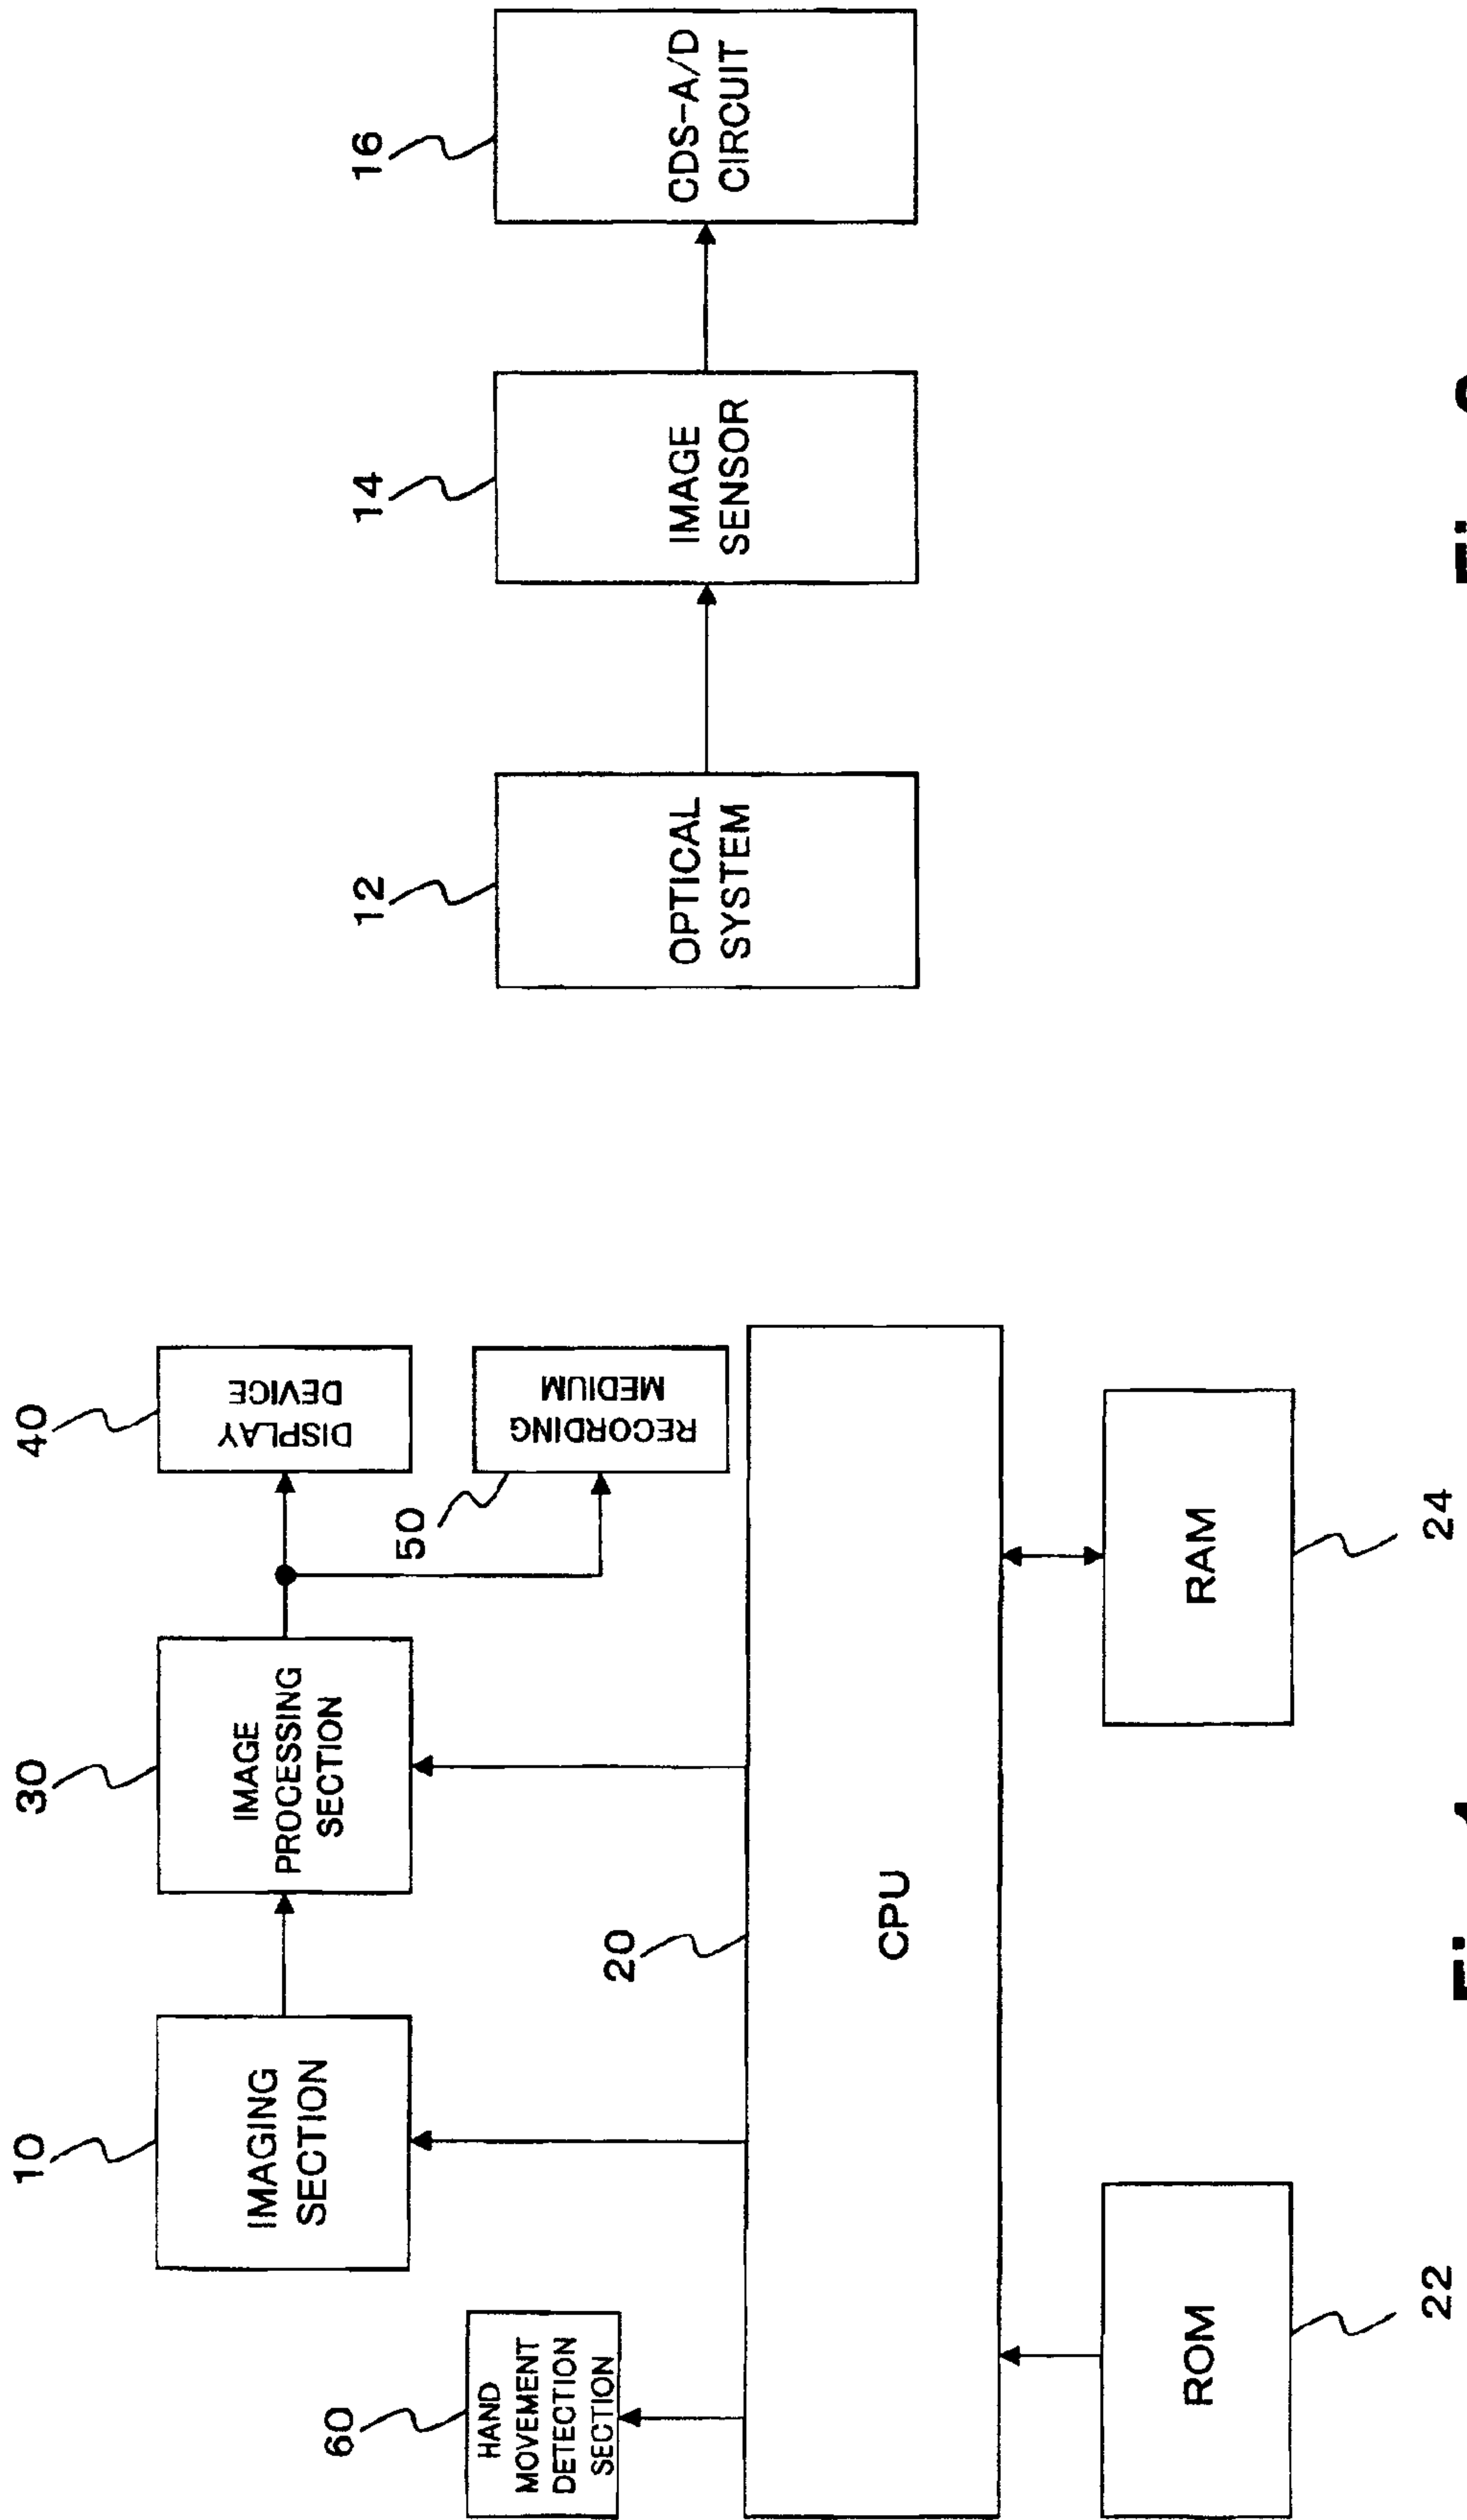 10
IMAGING
SECTION
30
IMAGE
PROCESSING
SECTION
40
DISPLAY
DEVICE
50
RECORDING
MEDIUM
60
HAND
MOVEMENT
DETECTION
SECTION
20
CPU
ROM
22
RAM
24
12
OPTICAL
SYSTEM
14
IMAGE
SENSOR
16
CDS-A/D
CIRCUIT